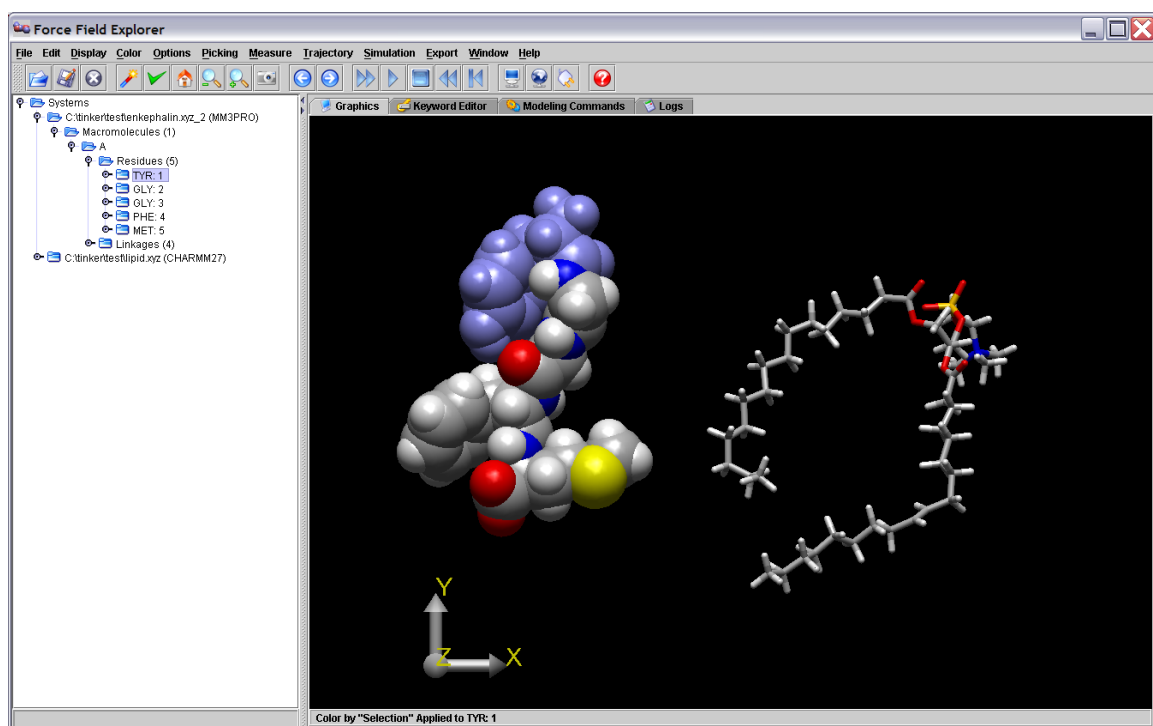 Force Field Explorer
File Edit Display Color Options Picking Measure Trajectory Simulation Export Window Help
Graphics Keyword Editor Modeling Commands Logs
Systems
C:\tinker\test\enkephalin.xyz_2 (MM3PRO)
Macromolecules (1)
A
Residues (5)
TYR: 1
GLY: 2
GLY: 3
PHE: 4
MET: 5
Linkages (4)
C:\tinker\test\lipid.xyz (CHARMM27)
Y
Z X
Color by "Selection" Applied to TYR: 1